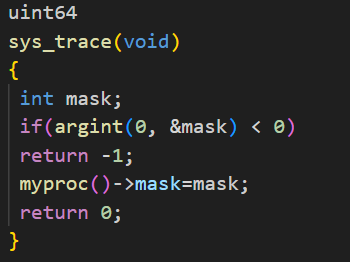 uint64
sys_trace(void)
{
 int mask;
 if(argint(0, &mask) < 0)
 return -1;
 myproc()->mask=mask;
 return 0;
}